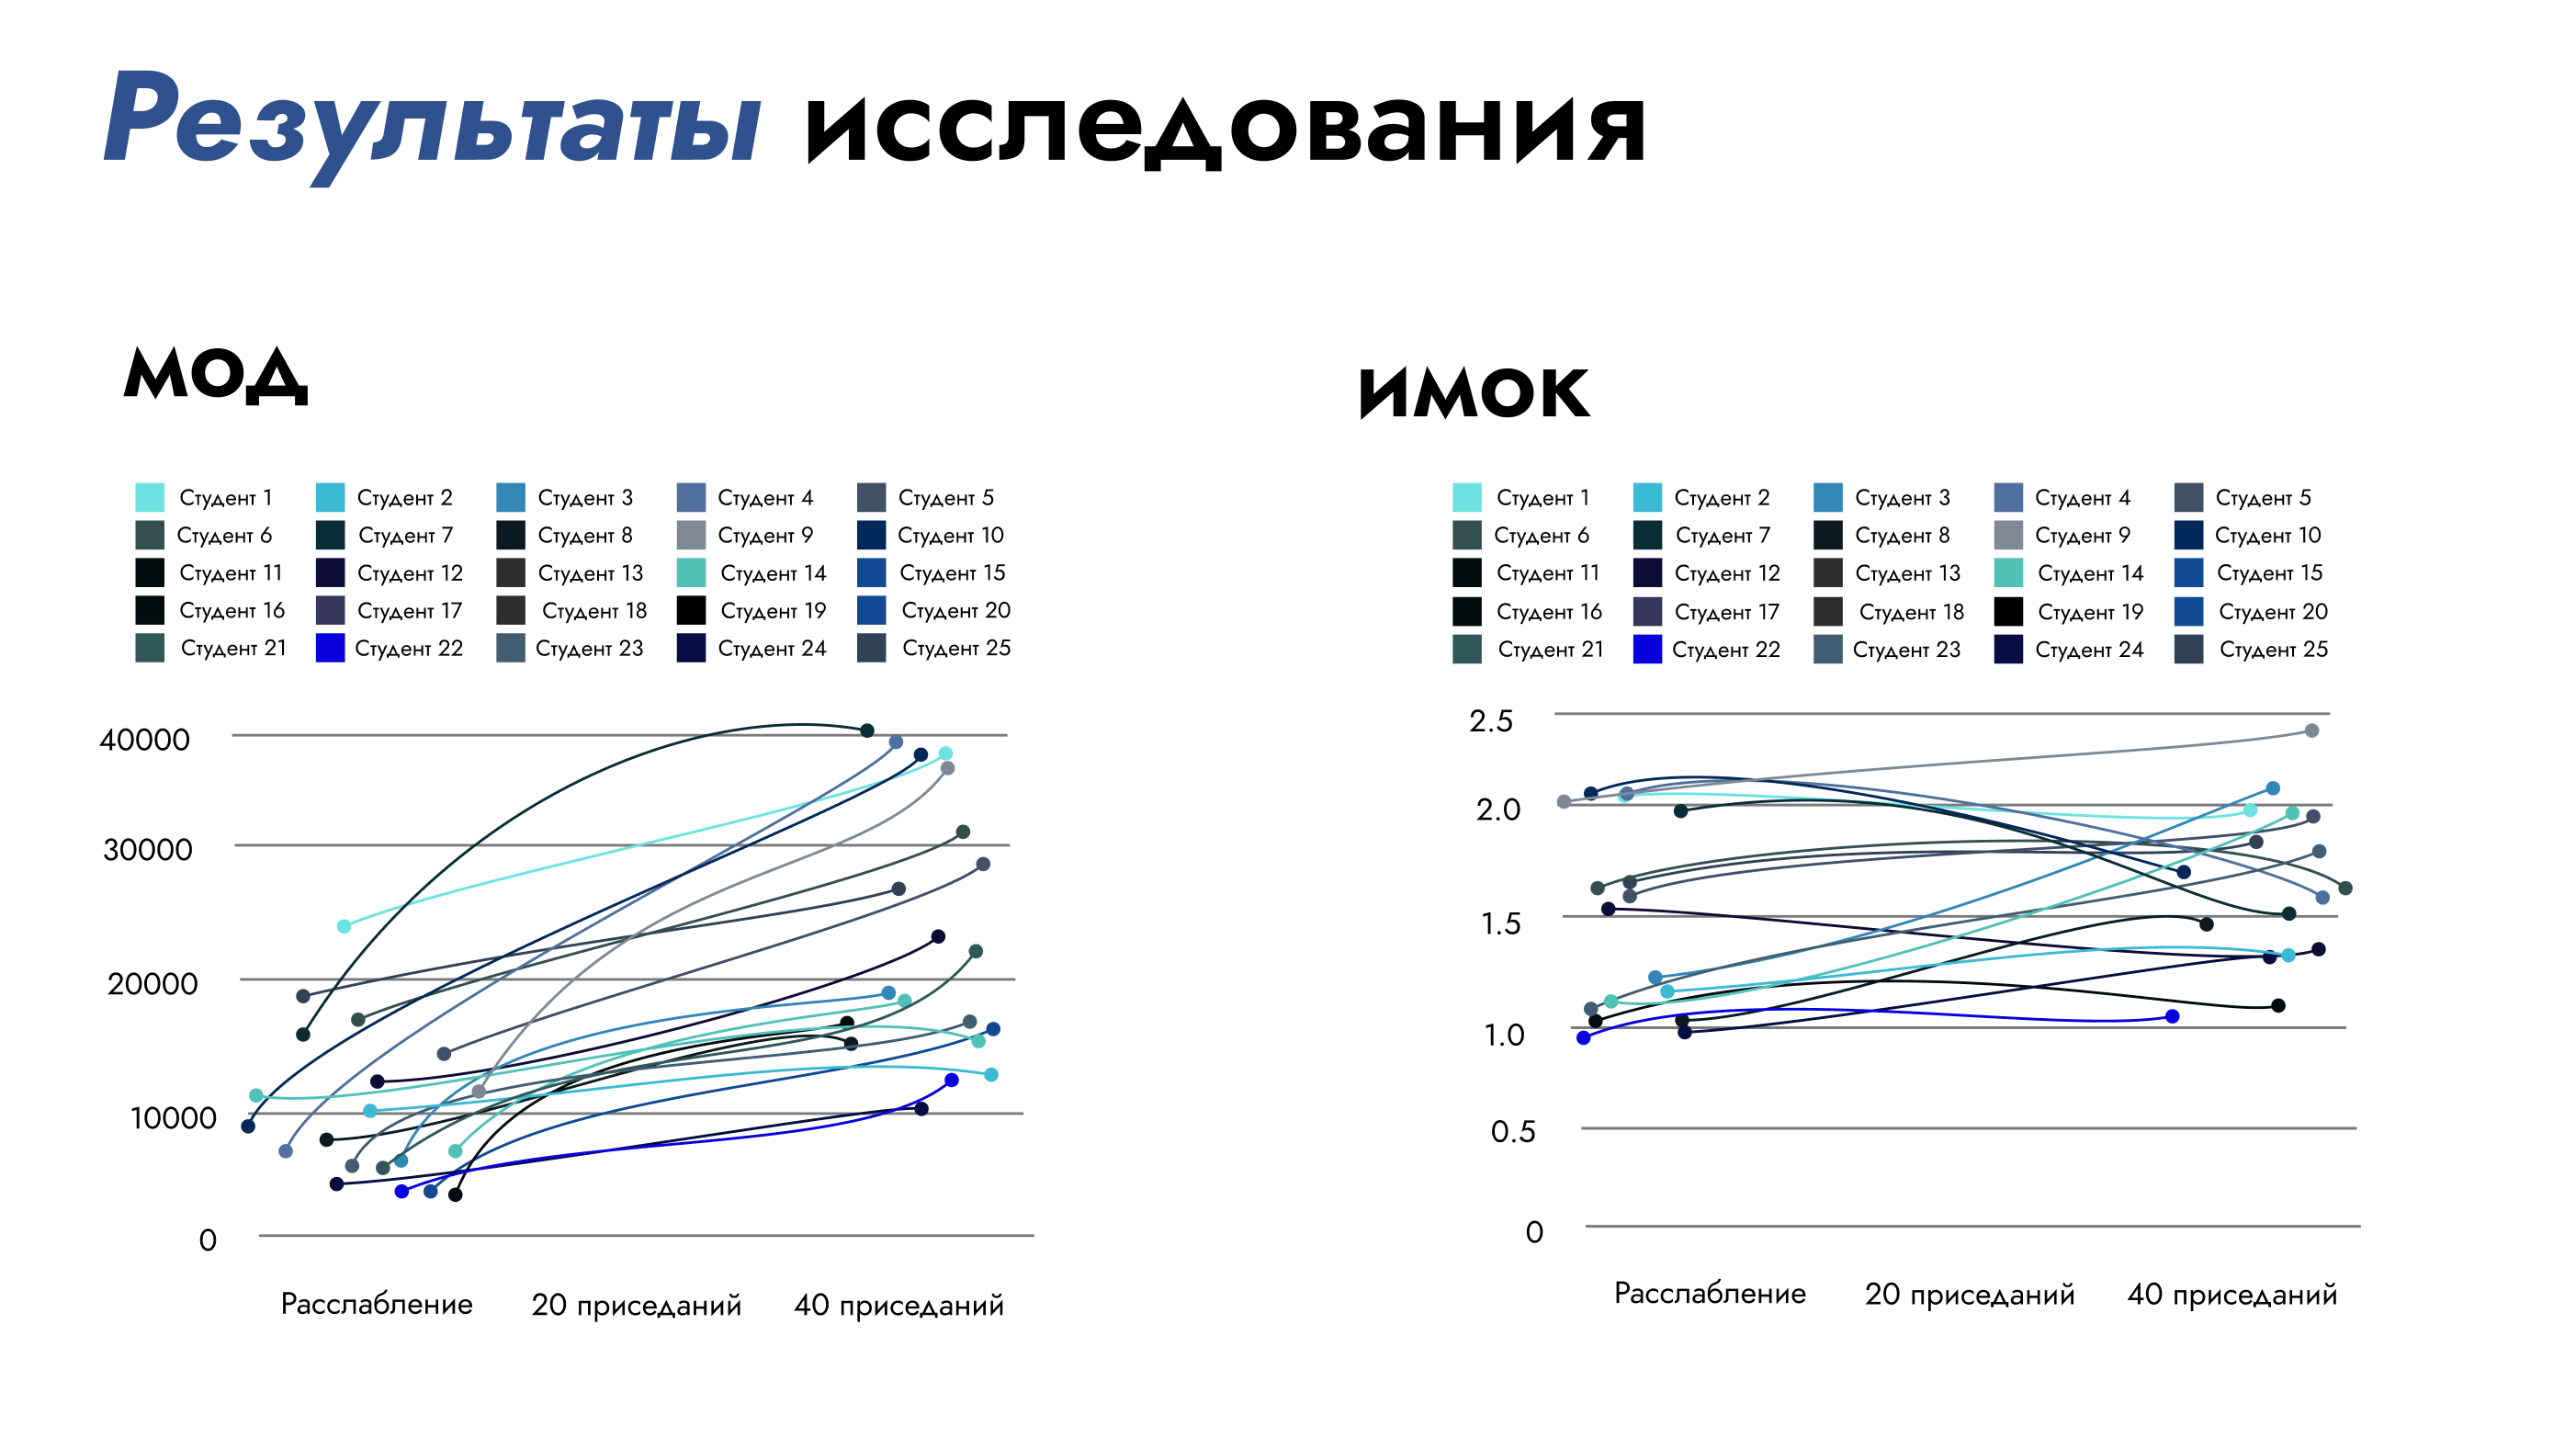 Результаты исследования
мод
Студент 1 Студент 2 Студент 3 Студент 4 Студент 5
Студент 6 Студент 7 Студент 8 Студент 9 Студент 10
Студент 11 Студент 12 Студент 13 Студент 14 Студент 15
Студент 16 Студент 17 Студент 18 Студент 19 Студент 20
Студент 21 Студент 22 Студент 23 Студент 24 Студент 25
40000
30000
20000
10000
0
Расслабление 20 приседаний 40 приседаний
имок
Студент 1 Студент 2 Студент 3 Студент 4 Студент 5
Студент 6 Студент 7 Студент 8 Студент 9 Студент 10
Студент 11 Студент 12 Студент 13 Студент 14 Студент 15
Студент 16 Студент 17 Студент 18 Студент 19 Студент 20
Студент 21 Студент 22 Студент 23 Студент 24 Студент 25
2.5
2.0
1.5
1.0
0.5
0
Расслабление 20 приседаний 40 приседаний